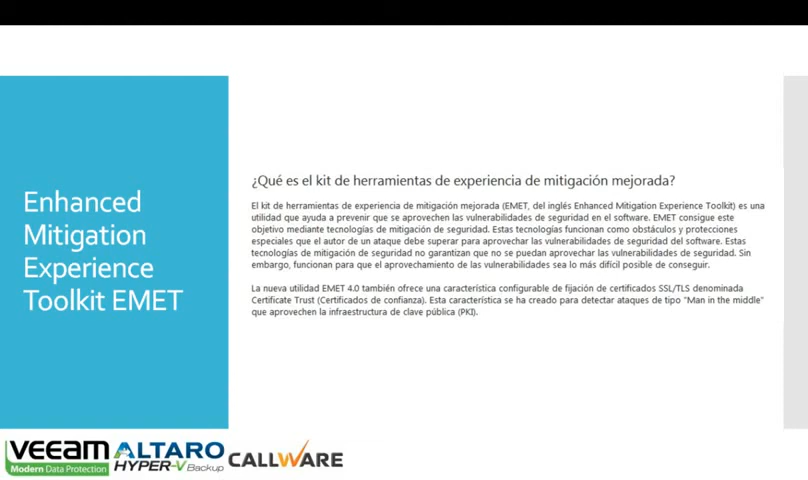 Enhanced
Mitigation
Experience
Toolkit EMET
¿Qué es el kit de herramientas de experiencia de mitigación mejorada?
El kit de herramientas de experiencia de mitigación mejorada (EMET, del inglés Enhanced Mitigation Experience Toolkit) es una
utilidad que ayuda a prevenir que se aprovechen las vulnerabilidades de seguridad en el software. EMET consigue este
objetivo mediante tecnologías de mitigación de seguridad. Estas tecnologías funcionan como obstáculos y protecciones
especiales que el autor de un ataque debe superar para aprovechar las vulnerabilidades de seguridad del software. Estas
tecnologías de mitigación de seguridad no garantizan que no se puedan aprovechar las vulnerabilidades de seguridad. Sin
embargo, funcionan para que el aprovechamiento de las vulnerabilidades sea lo más difícil posible de conseguir.
La nueva utilidad EMET 4.0 también ofrece una característica configurable de fijación de certificados SSL/TLS denominada
Certificate Trust (Certificados de confianza). Esta característica se ha creado para detectar ataques de tipo "Man in the middle"
que aprovechen la infraestructura de clave pública (PKI).
veeam
Modern Data Protection
ALTARO
HYPER-V Backup
CALLWARE